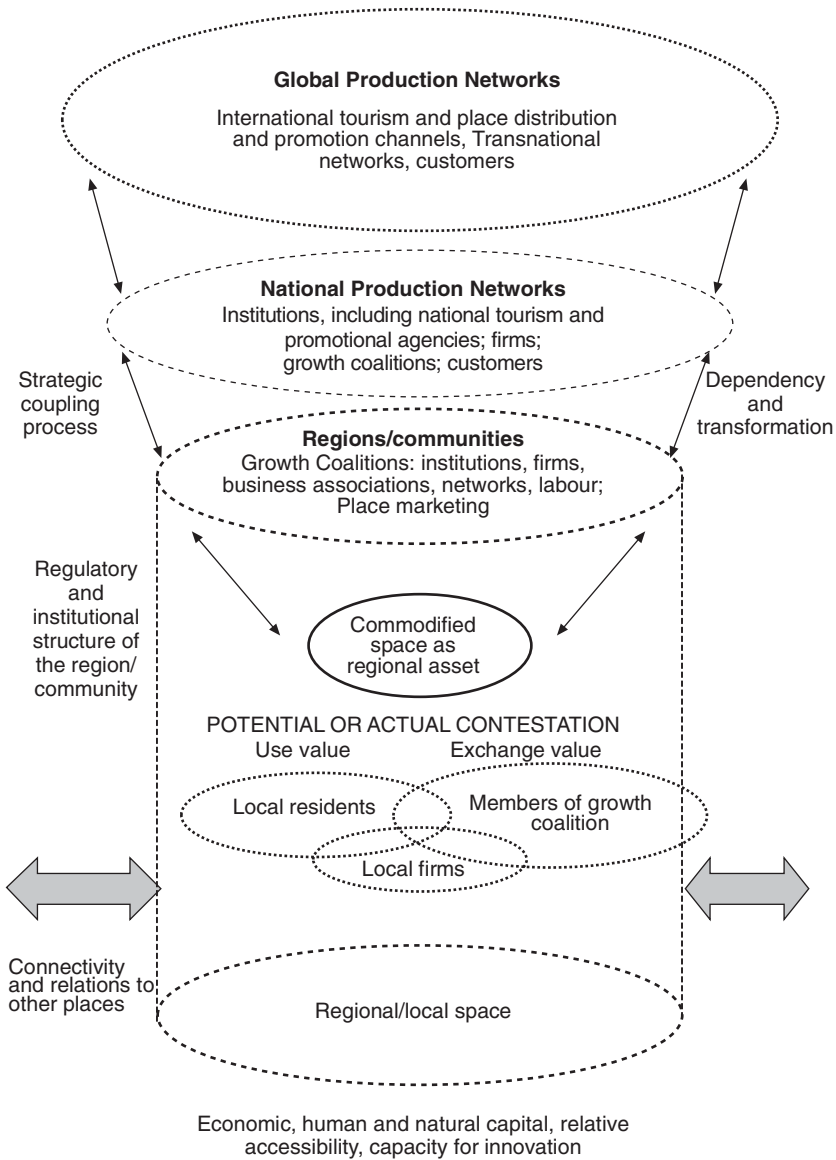 Global Production Networks
International tourism and place distribution
and promotion channels, Transnational
networks, customers
National Production Networks
Institutions, including national tourism and
promotional agencies; firms;
growth coalitions; customers
Strategic
coupling
process
Dependency
and
transformation
Regions/communities
Growth Coalitions: institutions, firms,
business associations, networks, labour;
Place marketing
Regulatory
and
institutional
structure of
the region/
community
Commodified
space as
regional asset
POTENTIAL OR ACTUAL CONTESTATION
Use value
Exchange value
Local residents
Members of growth
coalition
Local firms
Connectivity
and relations to
other places
Regional/local space
Economic, human and natural capital, relative
accessibility, capacity for innovation